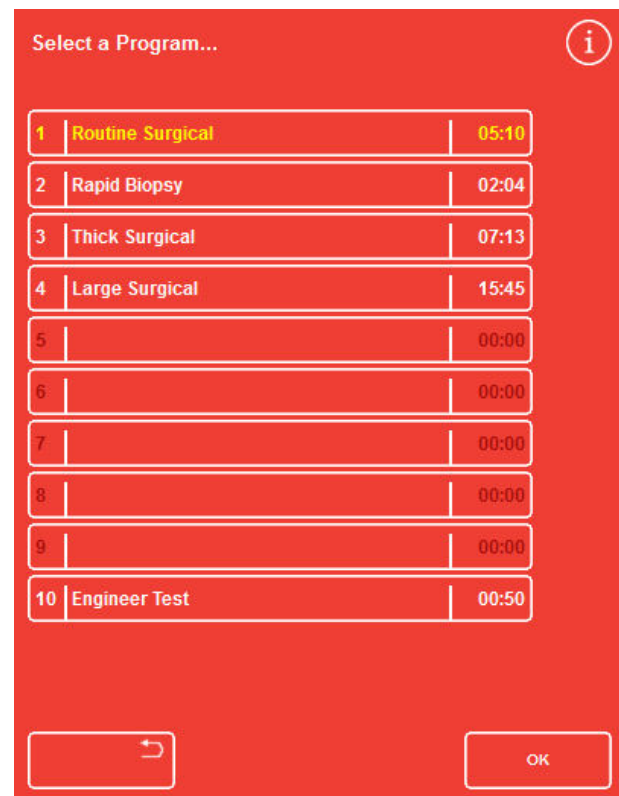 Select a Program...
i
1 Routine Surgical 05:10
2 Rapid Biopsy 02:04
3 Thick Surgical 07:13
4 Large Surgical 15:45
5 00:00
6 00:00
7 00:00
8 00:00
9 00:00
10 Engineer Test 00:50
OK